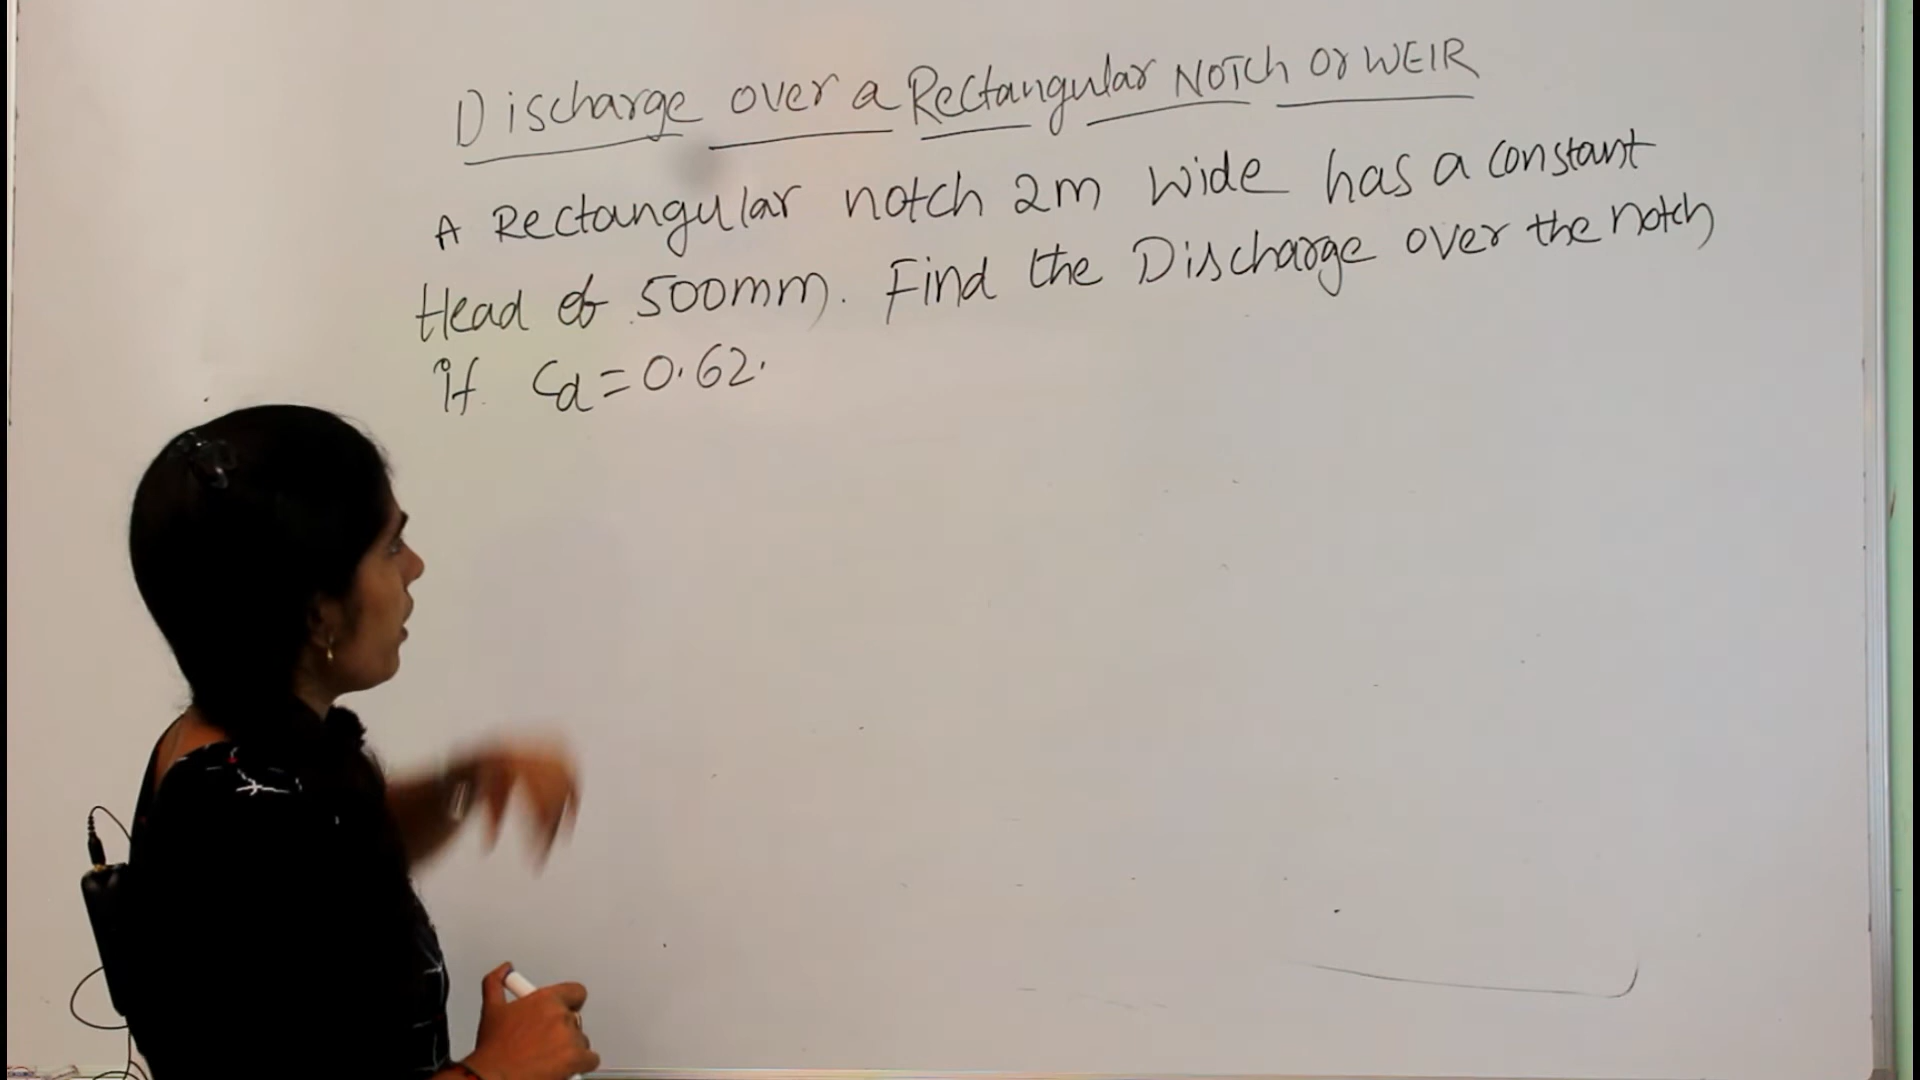 Discharge over a Rectangular NOTCh or WEIR
A Rectangular notch 2m wide has a constant
Head of 500mm. Find the Discharge over the notch
If Cd = 0.62.